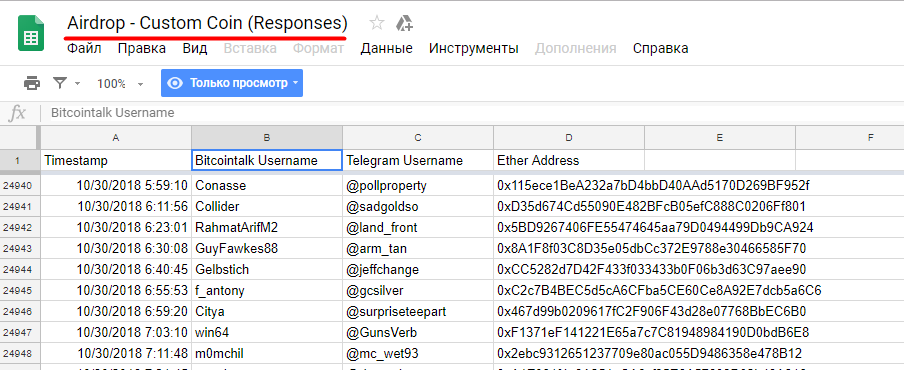 Airdrop - Custom Coin (Responses)
Файл Правка Вид Вставка Формат Данные Инструменты Дополнения Справка
100% Только просмотр
fx Bitcointalk Username
A B C D E F
1 Timestamp Bitcointalk Username Telegram Username Ether Address
24940 10/30/2018 5:59:10 Conasse @pollproperty 0x115ece1BeA232a7bD4bbD40AAd5170D269BF952f
24941 10/30/2018 6:11:56 Collider @sadgoldso 0xD35d674Cd55090E482BFcB05efC888C0206Ff801
24942 10/30/2018 6:23:01 RahmatArifM2 @land_front 0x5BD9267406FE55474645aa79D0494499Db9CA924
24943 10/30/2018 6:30:08 GuyFawkes88 @arm_tan 0x8A1F8f03C8D35e05dbCc372E9788e30466585F70
24944 10/30/2018 6:40:45 Gelbstich @jeffchange 0xCC5282d7D42F433f033433b0F06b3d63C97aee90
24945 10/30/2018 6:55:53 f_antony @gcsilver 0xC2c7B4BEC5d5cA6CFba5CE60Ce8A92E7dcb5a6C6
24946 10/30/2018 6:59:20 Citya @surpriseteepart 0x467d99b0209617fC2F906F43d28e07768BbEC6B0
24947 10/30/2018 7:03:10 win64 @GunsVerb 0xF1371eF141221E65a7c7C81948984190D0bdB6E8
24948 10/30/2018 7:11:48 m0mchil @mc_wet93 0x2ebc9312651237709e80ac055D9486358e478B12